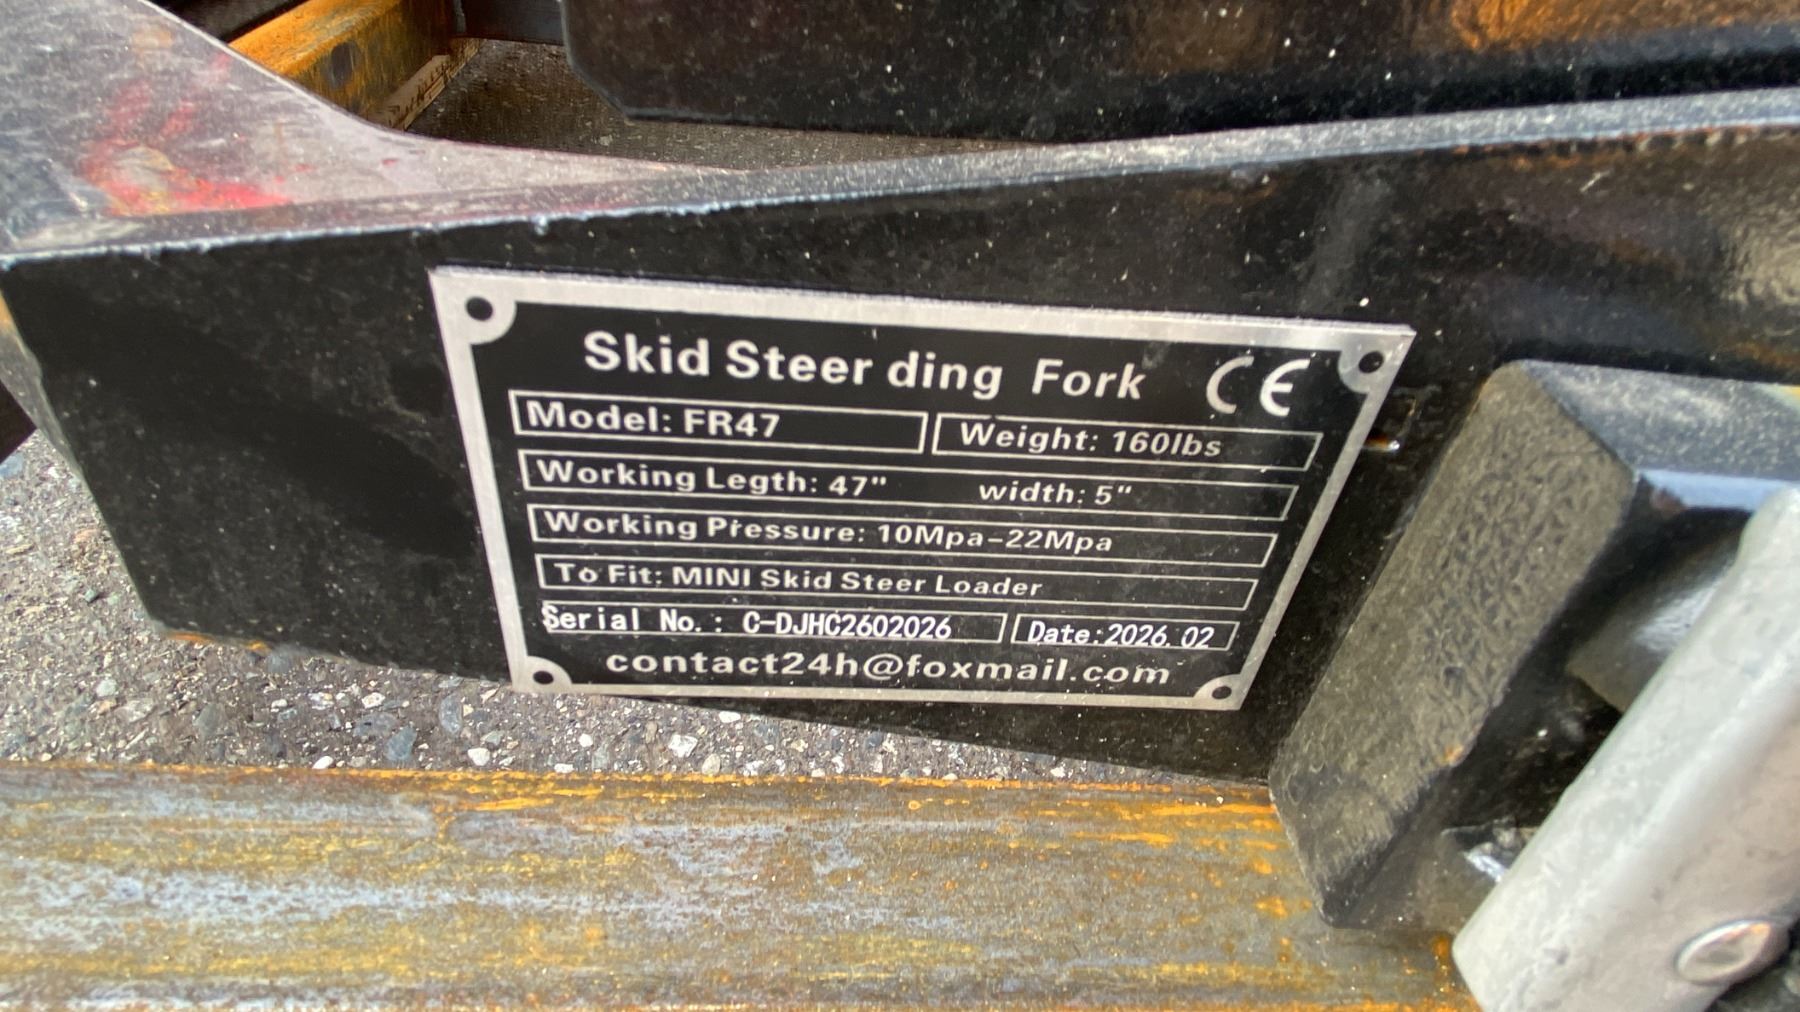 Skid Steer ding Fork CE
Model: FR47 Weight: 160lbs
Working Legth: 47" width: 5"
Working Pressure: 10Mpa-22Mpa
To Fit: MINI Skid Steer Loader
Serial No.: C-DJHC2602026 Date: 2026.02
contact24h@foxmail.com